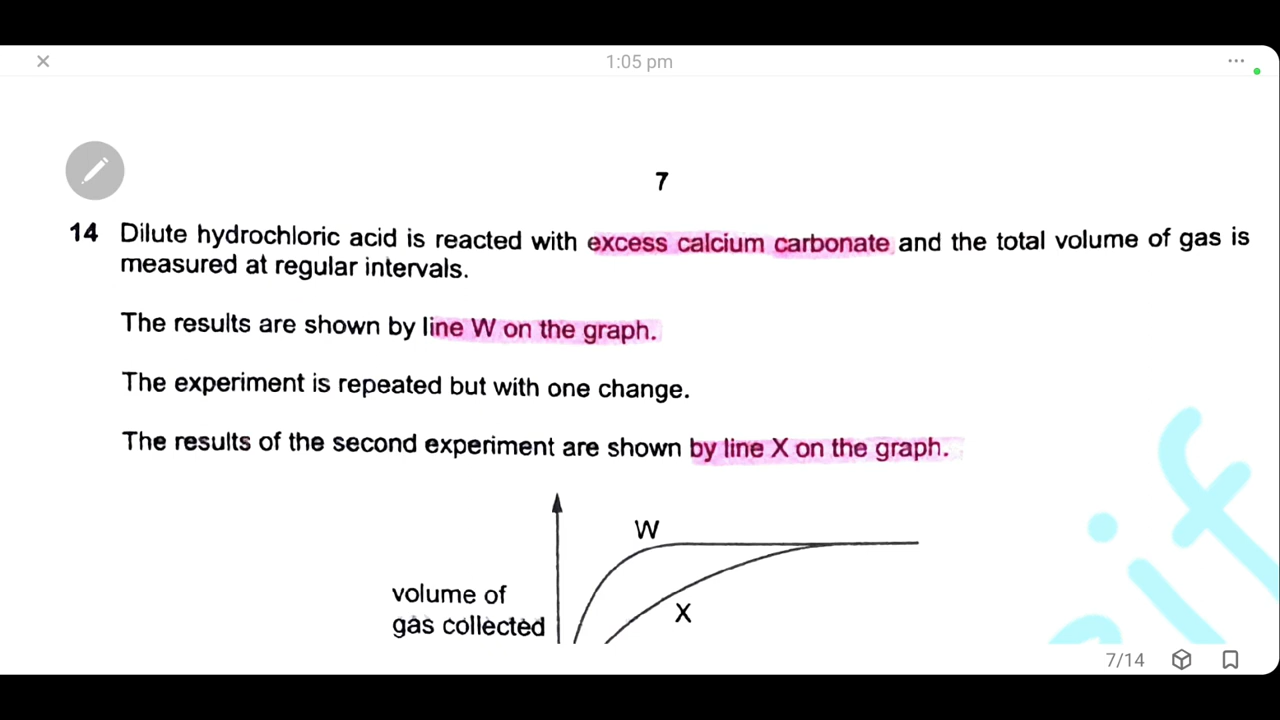 1:05 pm
7
14 Dilute hydrochloric acid is reacted with excess calcium carbonate and the total volume of gas is
measured at regular intervals.
The results are shown by line W on the graph.
The experiment is repeated but with one change.
The results of the second experiment are shown by line X on the graph.
W
volume of
gas collected
X
7/14